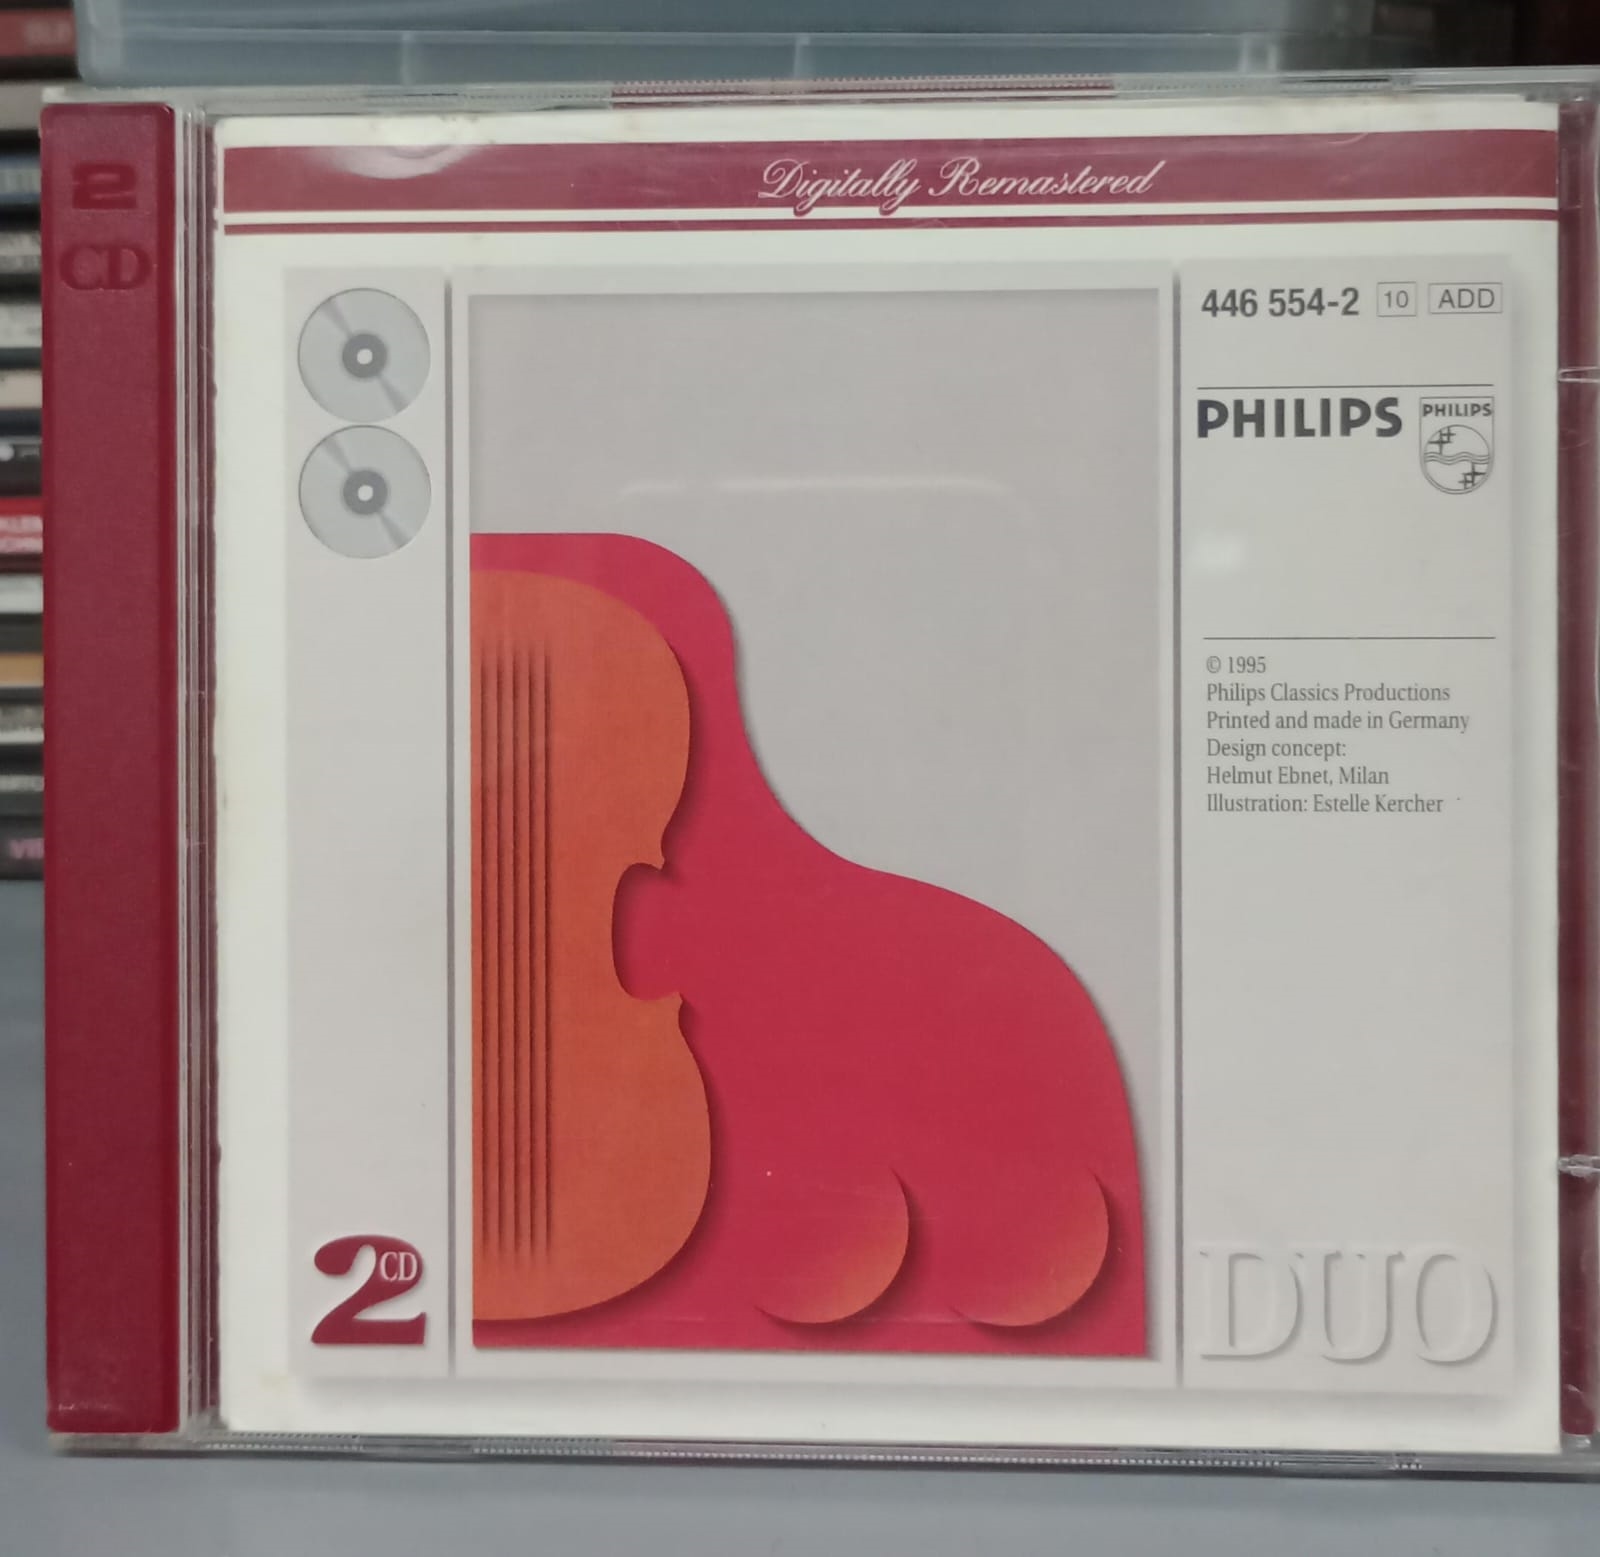 2
CD
Digitally Remastered
446 554-2 10 ADD
PHILIPS PHILIPS
© 1995
Philips Classics Productions
Printed and made in Germany
Design concept:
Helmut Ebnet, Milan
Illustration: Estelle Kercher
2CD
DUO